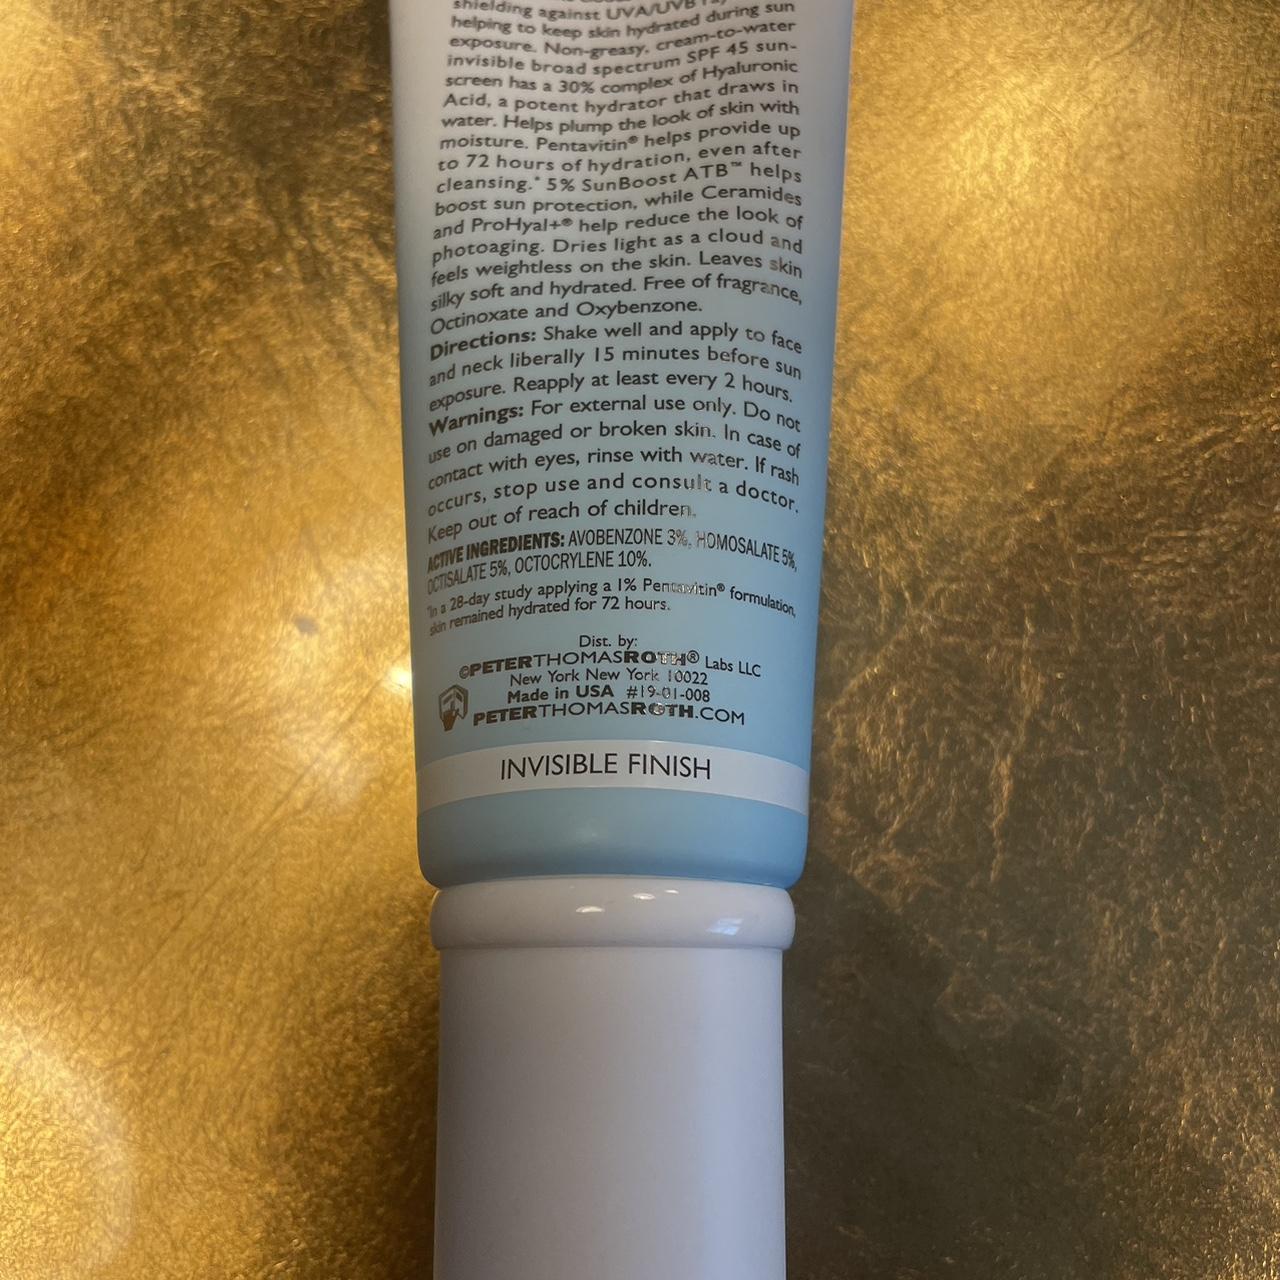 shielding against UVA/UVB
helping to keep skin hydrated during sun
exposure. Non-greasy, cream-to-water
invisible broad spectrum SPF 45 sun-
screen has a 30% complex of Hyaluronic
Acid, a potent hydrator that draws in
water. Helps plump the look of skin with
moisture. Pentavitin® helps provide up
to 72 hours of hydration, even after
cleansing.* 5% SunBoost ATB™ helps
boost sun protection, while Ceramides
and ProHyal+® help reduce the look of
photoaging. Dries light as a cloud and
feels weightless on the skin. Leaves skin
silky soft and hydrated. Free of fragrance,
Octinoxate and Oxybenzone.
Directions: Shake well and apply to face
and neck liberally 15 minutes before sun
exposure. Reapply at least every 2 hours.
Warnings: For external use only. Do not
use on damaged or broken skin. In case of
contact with eyes, rinse with water. If rash
occurs, stop use and consult a doctor.
Keep out of reach of children.
ACTIVE INGREDIENTS: AVOBENZONE 3%, HOMOSALATE 5%,
OCTISALATE 5%, OCTOCRYLENE 10%.
*In a 28-day study applying a 1% Pentavitin® formulation,
skin remained hydrated for 72 hours.
Dist. by:
©PETERTHOMASROTH® Labs LLC
New York New York 10022
Made in USA #19-01-008
PETERTHOMASROTH.COM
INVISIBLE FINISH